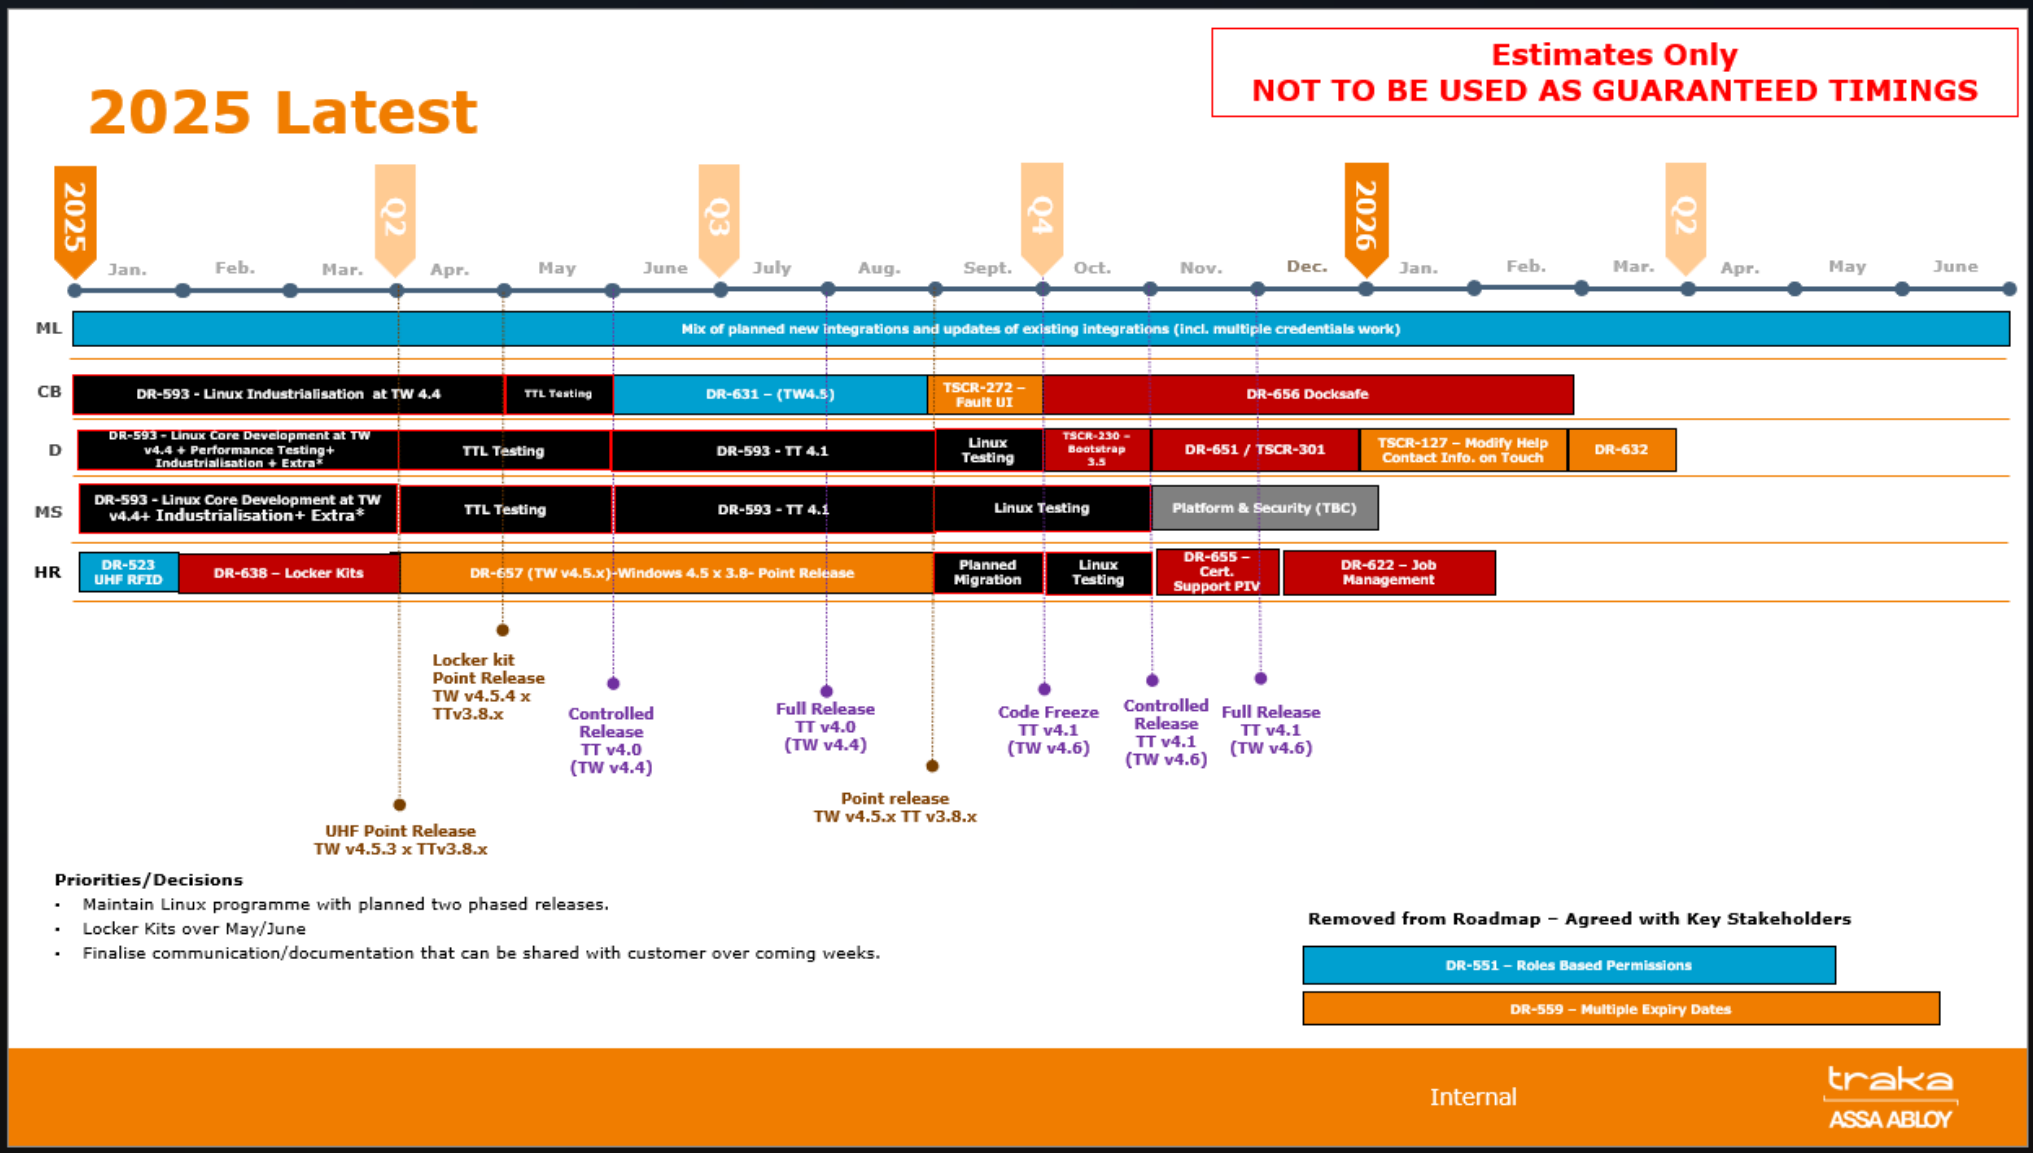 Estimates Only
NOT TO BE USED AS GUARANTEED TIMINGS
2025 Latest
2025
Q2
Q3
Q4
2026
Q2
Jan.
Feb.
Mar.
Apr.
May
June
July
Aug.
Sept.
Oct.
Nov.
Dec.
Jan.
Feb.
Mar.
Apr.
May
June
ML
Mix of planned new integrations and updates of existing integrations (incl. multiple credentials work)
CB
DR-593 - Linux Industrialisation at TW 4.4
TTL Testing
DR-631 – (TW4.5)
TSCR-272 –
Fault UI
DR-656 Docksafe
D
DR-593 - Linux Core Development at TW
v4.4 + Performance Testing+
Industrialisation + Extra*
TTL Testing
DR-593 - TT 4.1
Linux
Testing
TSCR-230 –
Bootstrap
3.5
DR-651 / TSCR-301
TSCR-127 – Modify Help
Contact Info. on Touch
DR-632
MS
DR-593 - Linux Core Development at TW
v4.4+ Industrialisation+ Extra*
TTL Testing
DR-593 - TT 4.1
Linux Testing
Platform & Security (TBC)
HR
DR-523
UHF RFID
DR-638 – Locker Kits
DR-657 (TW v4.5.x)-Windows 4.5 x 3.8- Point Release
Planned
Migration
Linux
Testing
DR-655 –
Cert.
Support PIV
DR-622 – Job
Management
Locker kit
Point Release
TW v4.5.4 x
TTv3.8.x
Controlled
Release
TT v4.0
(TW v4.4)
Full Release
TT v4.0
(TW v4.4)
Code Freeze
TT v4.1
(TW v4.6)
Controlled
Release
TT v4.1
(TW v4.6)
Full Release
TT v4.1
(TW v4.6)
Point release
TW v4.5.x TT v3.8.x
UHF Point Release
TW v4.5.3 x TTv3.8.x
Priorities/Decisions
• Maintain Linux programme with planned two phased releases.
• Locker Kits over May/June
• Finalise communication/documentation that can be shared with customer over coming weeks.
Removed from Roadmap – Agreed with Key Stakeholders
DR-551 – Roles Based Permissions
DR-559 – Multiple Expiry Dates
Internal
traka
ASSA ABLOY